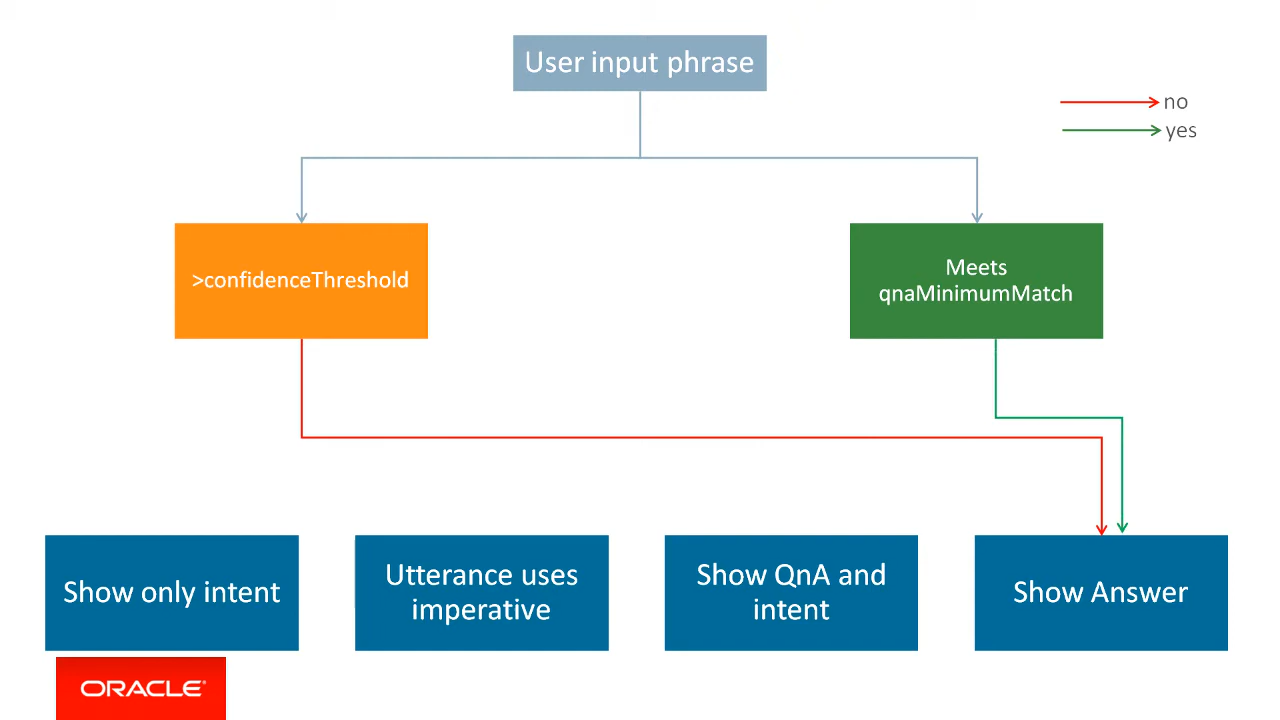 User input phrase
no
yes
>confidenceThreshold
Meets
qnaMinimumMatch
Show only intent
Utterance uses
imperative
Show QnA and
intent
Show Answer
ORACLE®